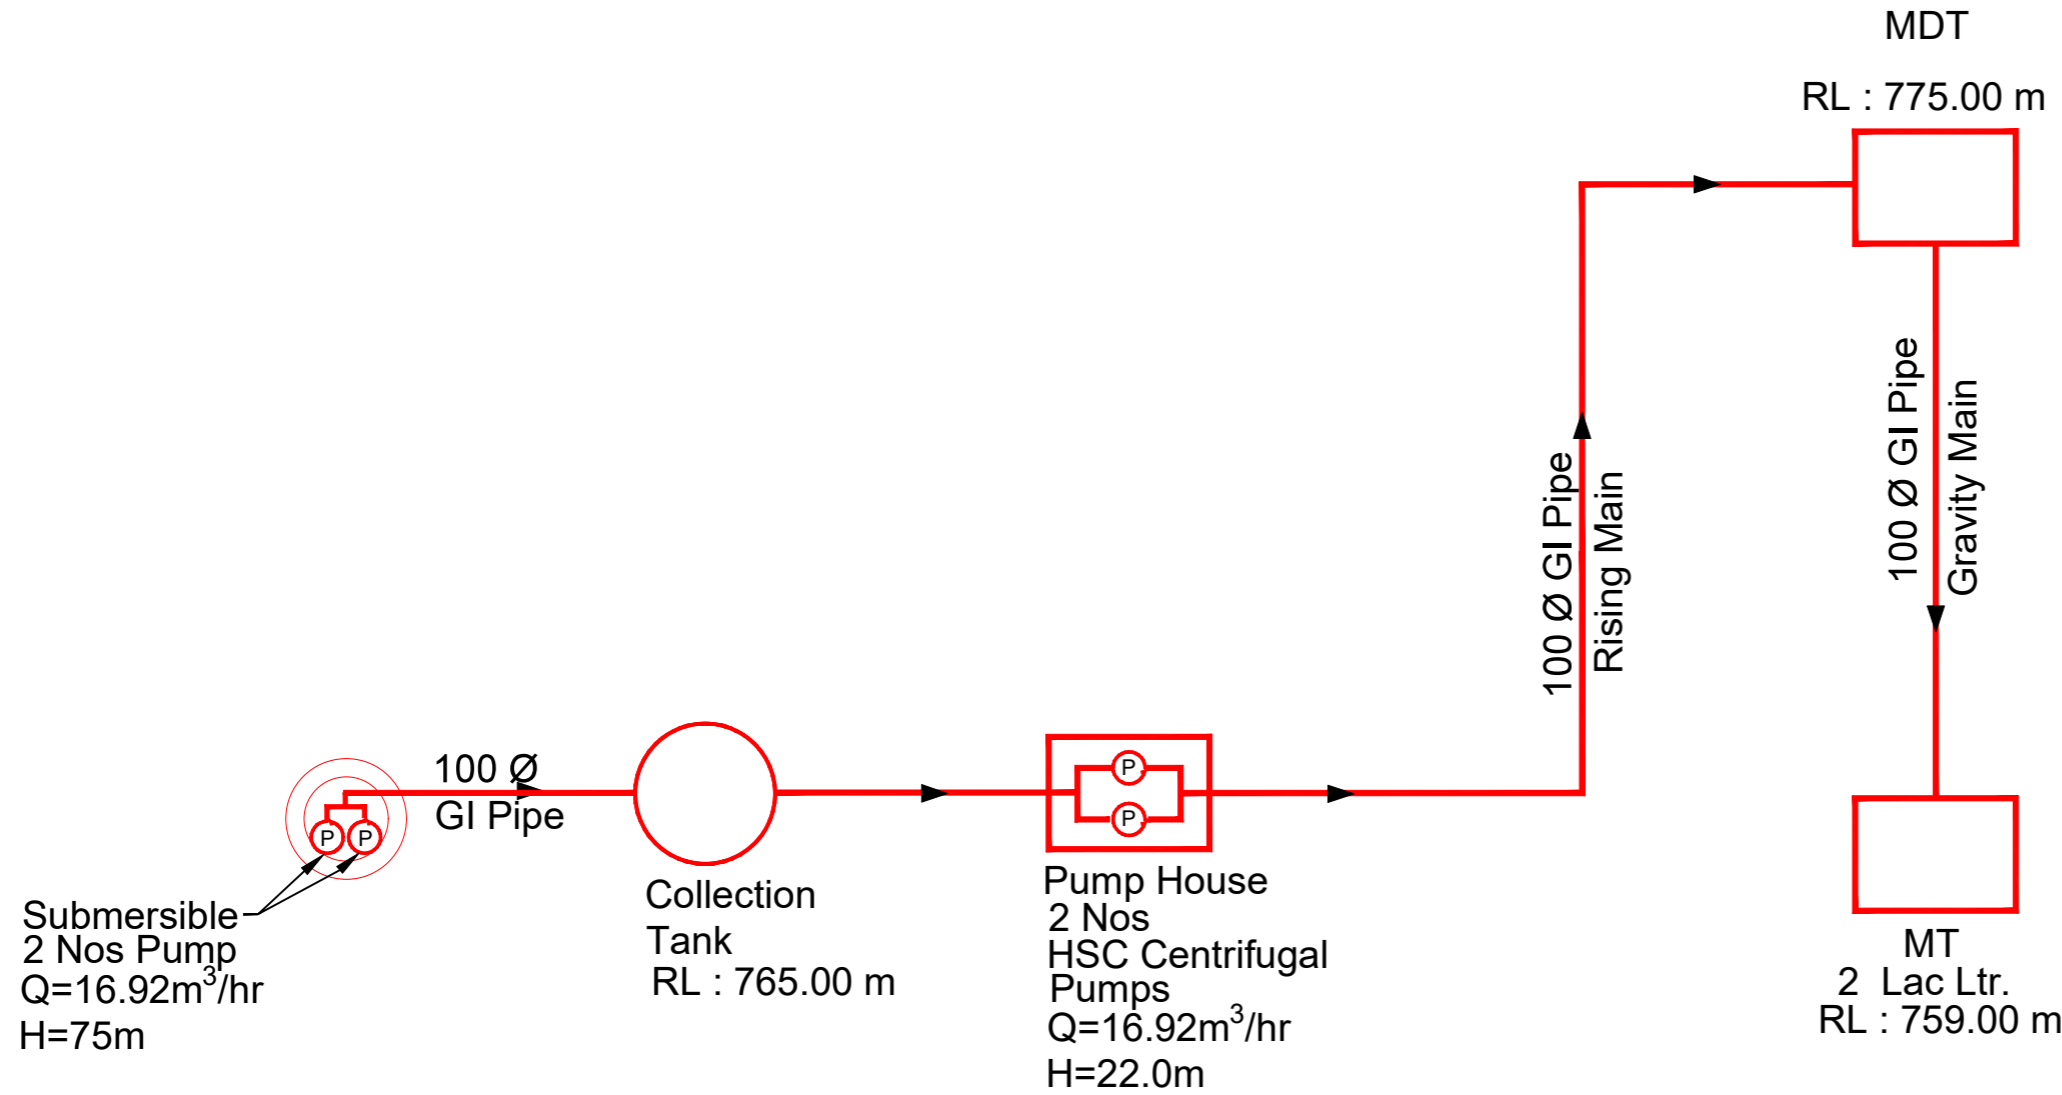 MDT
RL : 775.00 m
100 Ø GI Pipe
Gravity Main
100 Ø GI Pipe
Rising Main
100 Ø
GI Pipe
P
P
P
P
Submersible
2 Nos Pump
Q=16.92m³/hr
H=75m
Collection
Tank
RL : 765.00 m
Pump House
2 Nos
HSC Centrifugal
Pumps
Q=16.92m³/hr
H=22.0m
MT
2 Lac Ltr.
RL : 759.00 m